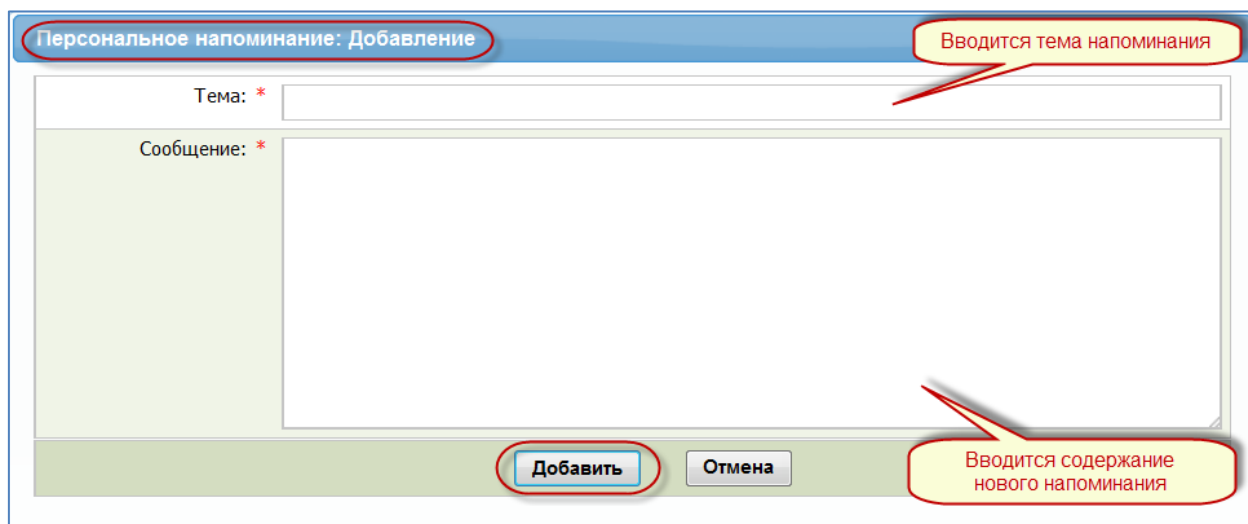 Персональное напоминание: Добавление
Вводится тема напоминания
Тема: *
Сообщение: *
Добавить
Отмена
Вводится содержание
нового напоминания